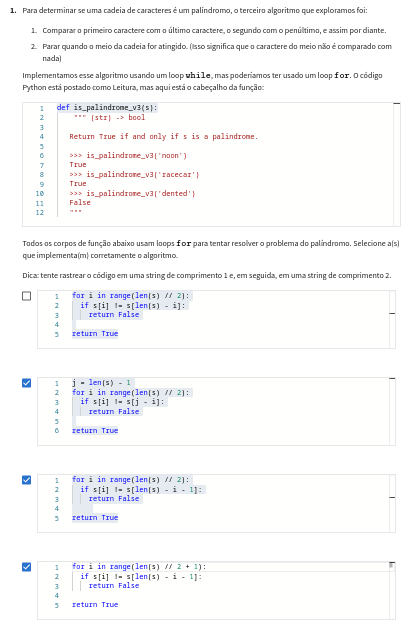 1. Para determinar se uma cadeia de caracteres é um palíndromo, o terceiro algoritmo que exploramos foi:
1. Comparar o primeiro caractere com o último caractere, o segundo com o penúltimo, e assim por diante.
2. Parar quando o meio da cadeia for atingido. (Isso significa que o caractere do meio não é comparado com
nada)
Implementamos esse algoritmo usando um loop while, mas poderíamos ter usado um loop for. O código
Python está postado como Leitura, mas aqui está o cabeçalho da função:
1 def is_palindrome_v3(s):
2 """ (str) -> bool
3
4 Return True if and only if s is a palindrome.
5
6 >>> is_palindrome_v3('noon')
7 True
8 >>> is_palindrome_v3('racecar')
9 True
10 >>> is_palindrome_v3('dented')
11 False
12 """
Todos os corpos de função abaixo usam loops for para tentar resolver o problema do palíndromo. Selecione a(s)
que implementa(m) corretamente o algoritmo.
Dica: tente rastrear o código em uma string de comprimento 1 e, em seguida, em uma string de comprimento 2.
1 for i in range(len(s) // 2):
2 if s[i] != s[len(s) - i]:
3 return False
4
5 return True
1 j = len(s) - 1
2 for i in range(len(s) // 2):
3 if s[i] != s[j - i]:
4 return False
5
6 return True
1 for i in range(len(s) // 2):
2 if s[i] != s[len(s) - i - 1]:
3 return False
4
5 return True
1 for i in range(len(s) // 2 + 1):
2 if s[i] != s[len(s) - i - 1]:
3 return False
4
5 return True